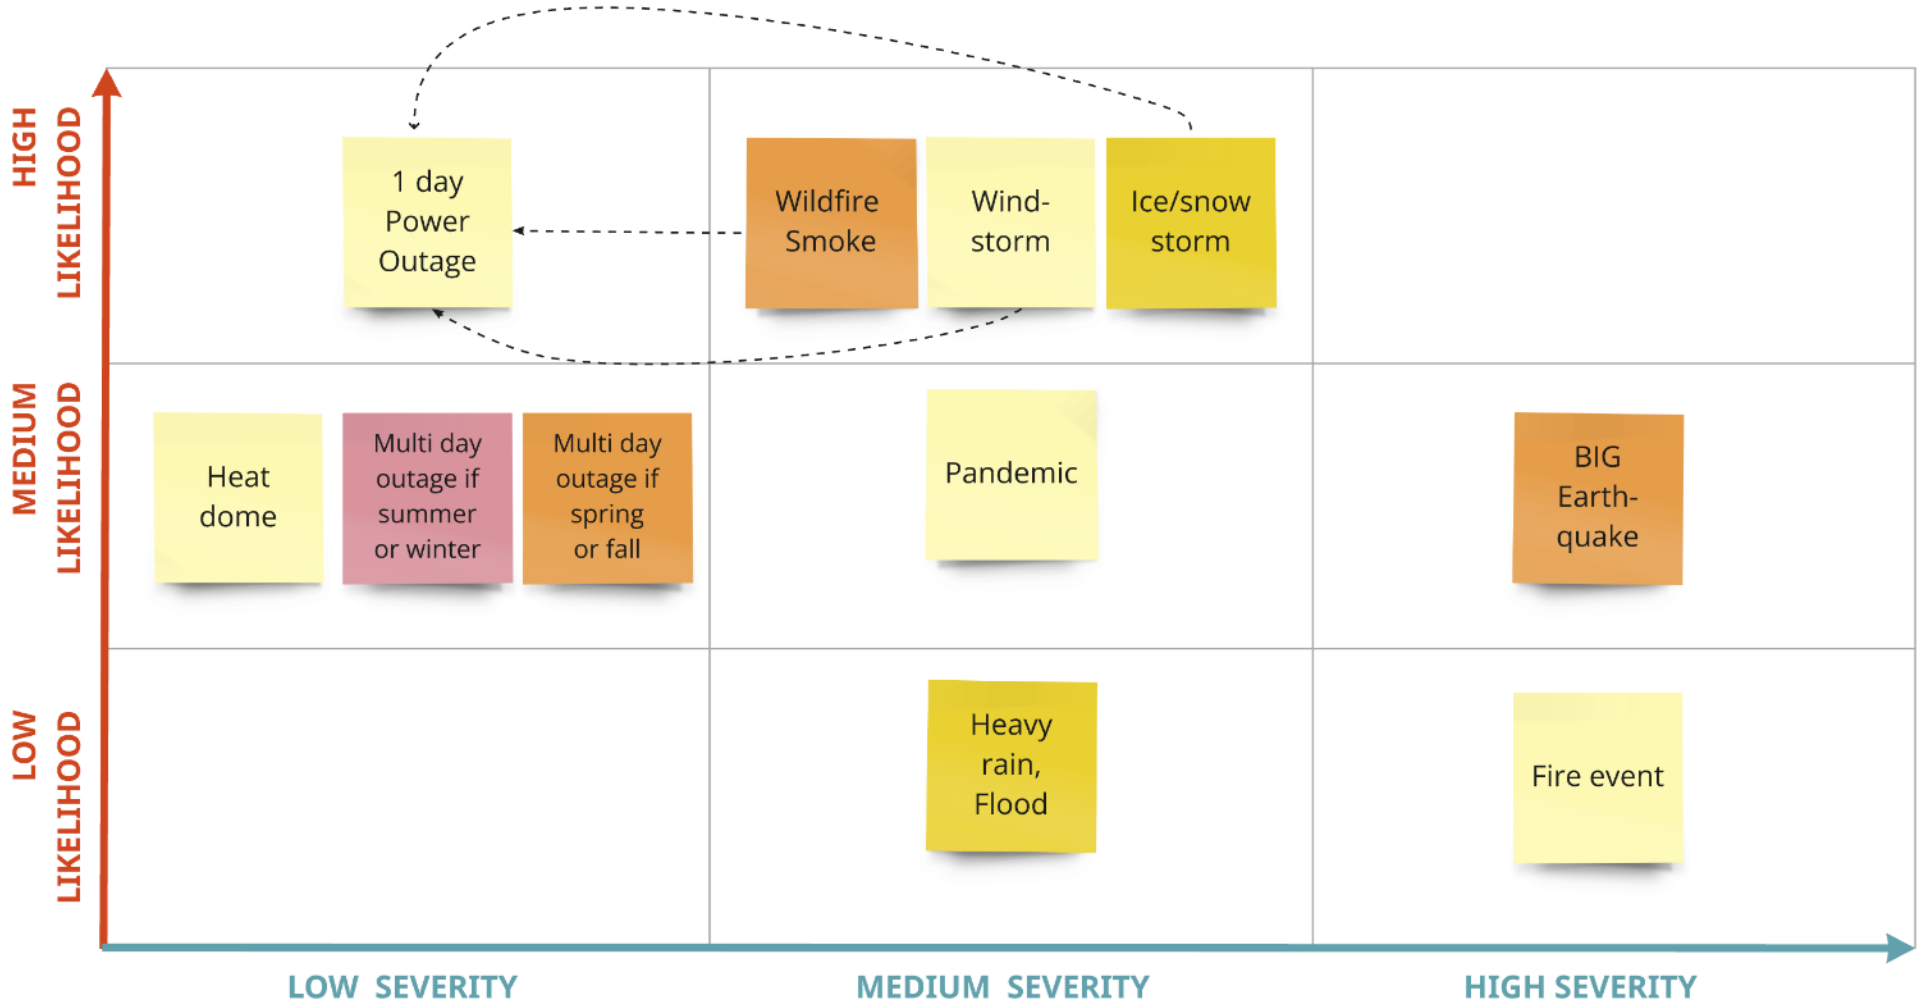 HIGH
LIKELIHOOD
1 day
Power
Outage
Wildfire
Smoke
Wind-
storm
Ice/snow
storm
MEDIUM
LIKELIHOOD
Heat
dome
Multi day
outage if
summer
or winter
Multi day
outage if
spring
or fall
Pandemic
BIG
Earth-
quake
LOW
LIKELIHOOD
Heavy
rain,
Flood
Fire event
LOW SEVERITY
MEDIUM SEVERITY
HIGH SEVERITY